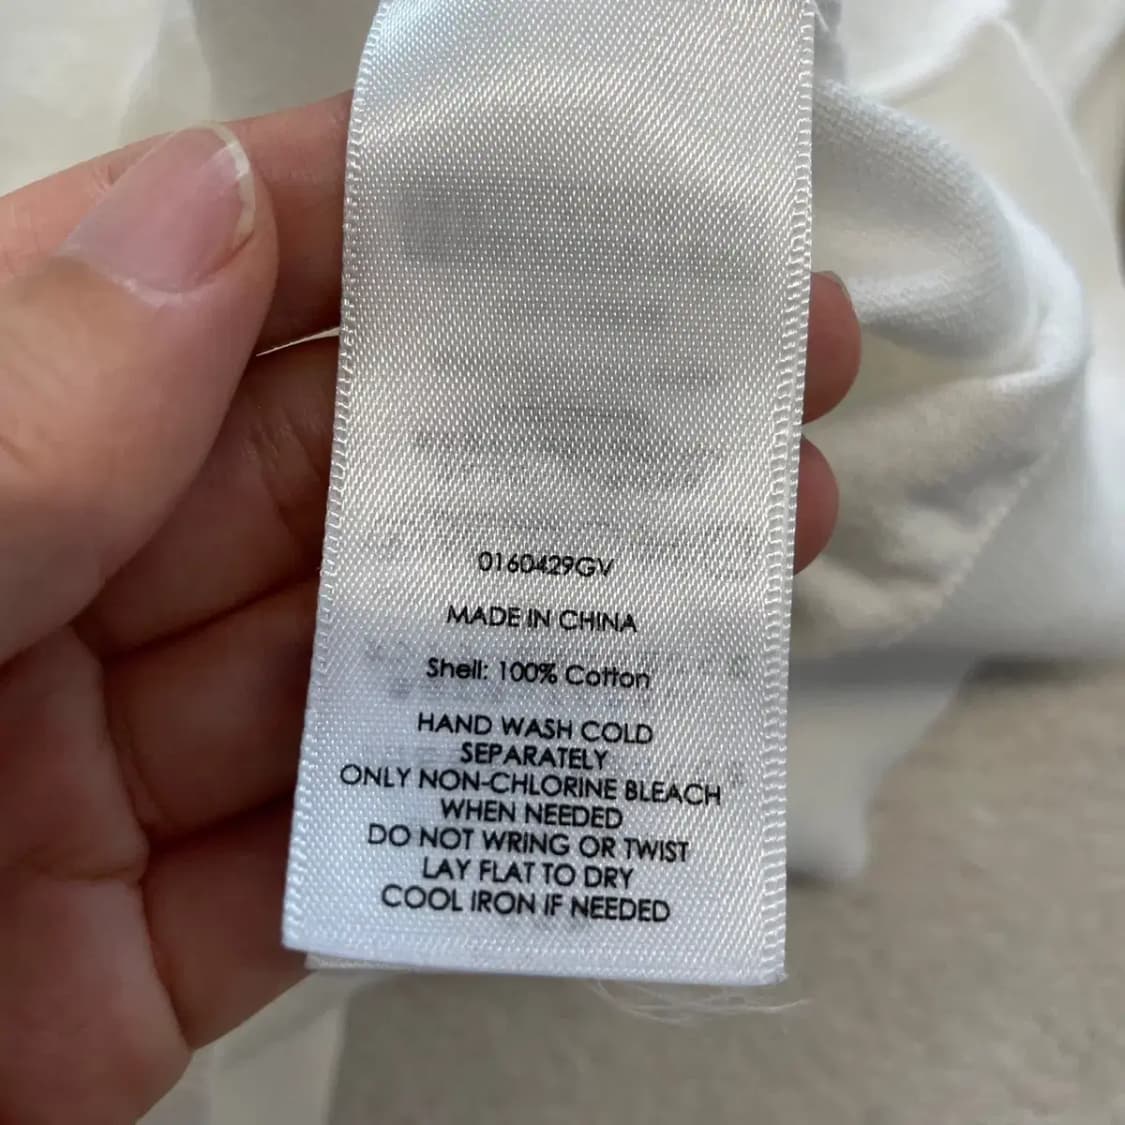 0160429GV
MADE IN CHINA
Shell: 100% Cotton
HAND WASH COLD
SEPARATELY
ONLY NON-CHLORINE BLEACH
WHEN NEEDED
DO NOT WRING OR TWIST
LAY FLAT TO DRY
COOL IRON IF NEEDED